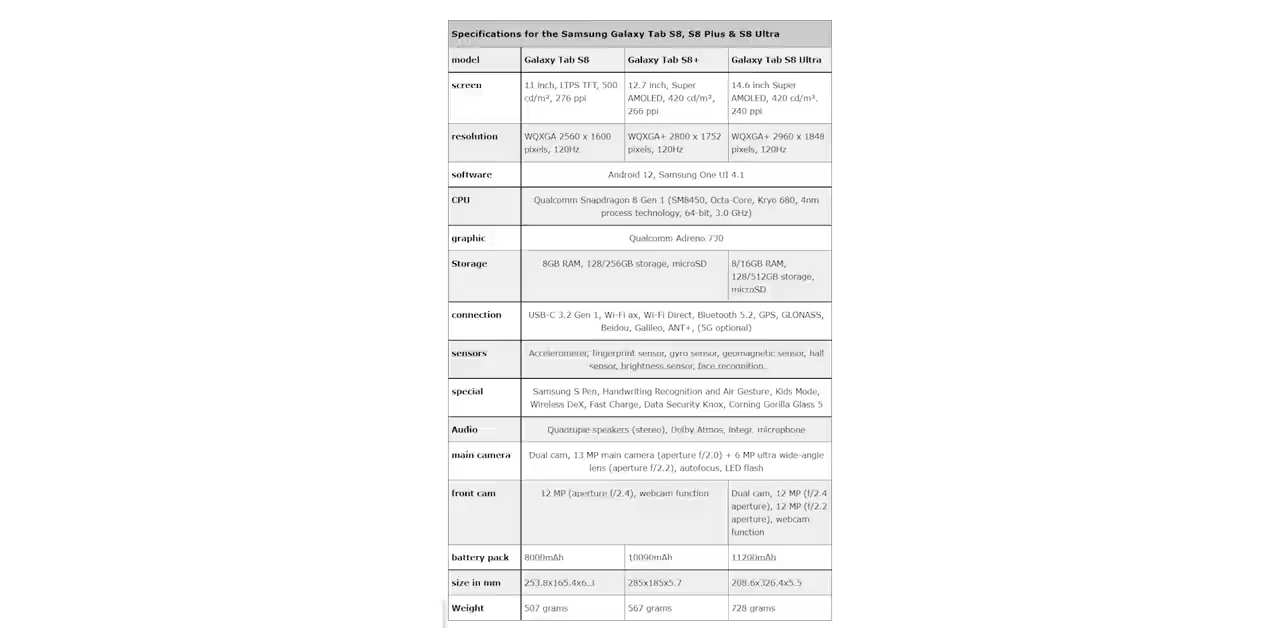 Specifications for the Samsung Galaxy Tab S8, S8 Plus & S8 Ultra
model Galaxy Tab S8 Galaxy Tab S8+ Galaxy Tab S8 Ultra
screen 11 inch, LTPS TFT, 500 12.7 inch, Super 14.6 inch Super
cd/m², 276 ppi AMOLED, 420 cd/m², AMOLED, 420 cd/m²,
266 ppi 240 ppi
resolution WQXGA 2560 x 1600 WQXGA+ 2800 x 1752 WQXGA+ 2960 x 1848
pixels, 120Hz pixels, 120Hz pixels, 120Hz
software Android 12, Samsung One UI 4.1
CPU Qualcomm Snapdragon 8 Gen 1 (SM8450, Octa-Core, Kryo 680, 4nm
process technology, 64-bit, 3.0 GHz)
graphic Qualcomm Adreno 730
Storage 8GB RAM, 128/256GB storage, microSD 8/16GB RAM,
128/512GB storage,
microSD
connection USB-C 3.2 Gen 1, Wi-Fi ax, Wi-Fi Direct, Bluetooth 5.2, GPS, GLONASS,
Beidou, Galileo, ANT+, (5G optional)
sensors Accelerometer, fingerprint sensor, gyro sensor, geomagnetic sensor, hall
sensor, brightness sensor, face recognition.
special Samsung S Pen, Handwriting Recognition and Air Gesture, Kids Mode,
Wireless DeX, Fast Charge, Data Security Knox, Corning Gorilla Glass 5
Audio Quadruple speakers (stereo), Dolby Atmos, integr. microphone
main camera Dual cam, 13 MP main camera (aperture f/2.0) + 6 MP ultra wide-angle
lens (aperture f/2.2), autofocus, LED flash
front cam 12 MP (aperture f/2.4), webcam function Dual cam, 12 MP (f/2.4
aperture), 12 MP (f/2.2
aperture), webcam
function
battery pack 8000mAh 10090mAh 11200mAh
size in mm 253.8x165.4x6.3 285x185x5.7 208.6x326.4x5.5
Weight 507 grams 567 grams 728 grams